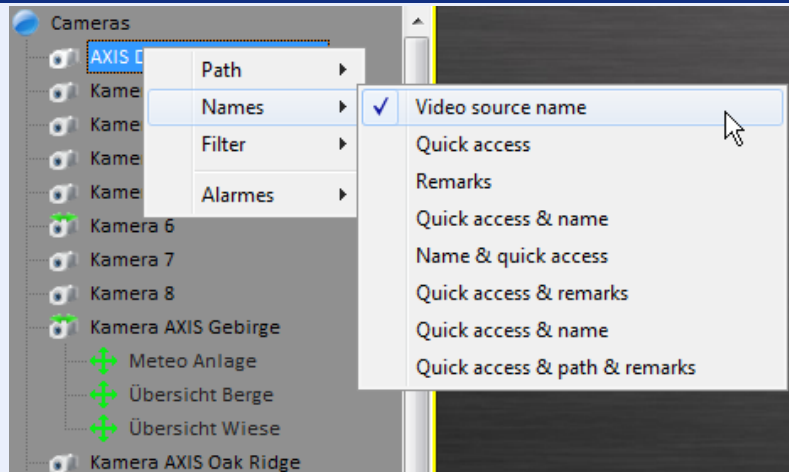 Cameras
AXIS
Path
Kame
Names
Video source name
Kame
Filter
Quick access
Kame
Remarks
Kame
Alarmes
Quick access & name
Kamera 6
Name & quick access
Kamera 7
Quick access & remarks
Kamera 8
Quick access & name
Kamera AXIS Gebirge
Quick access & path & remarks
Meteo Anlage
Übersicht Berge
Übersicht Wiese
Kamera AXIS Oak Ridge